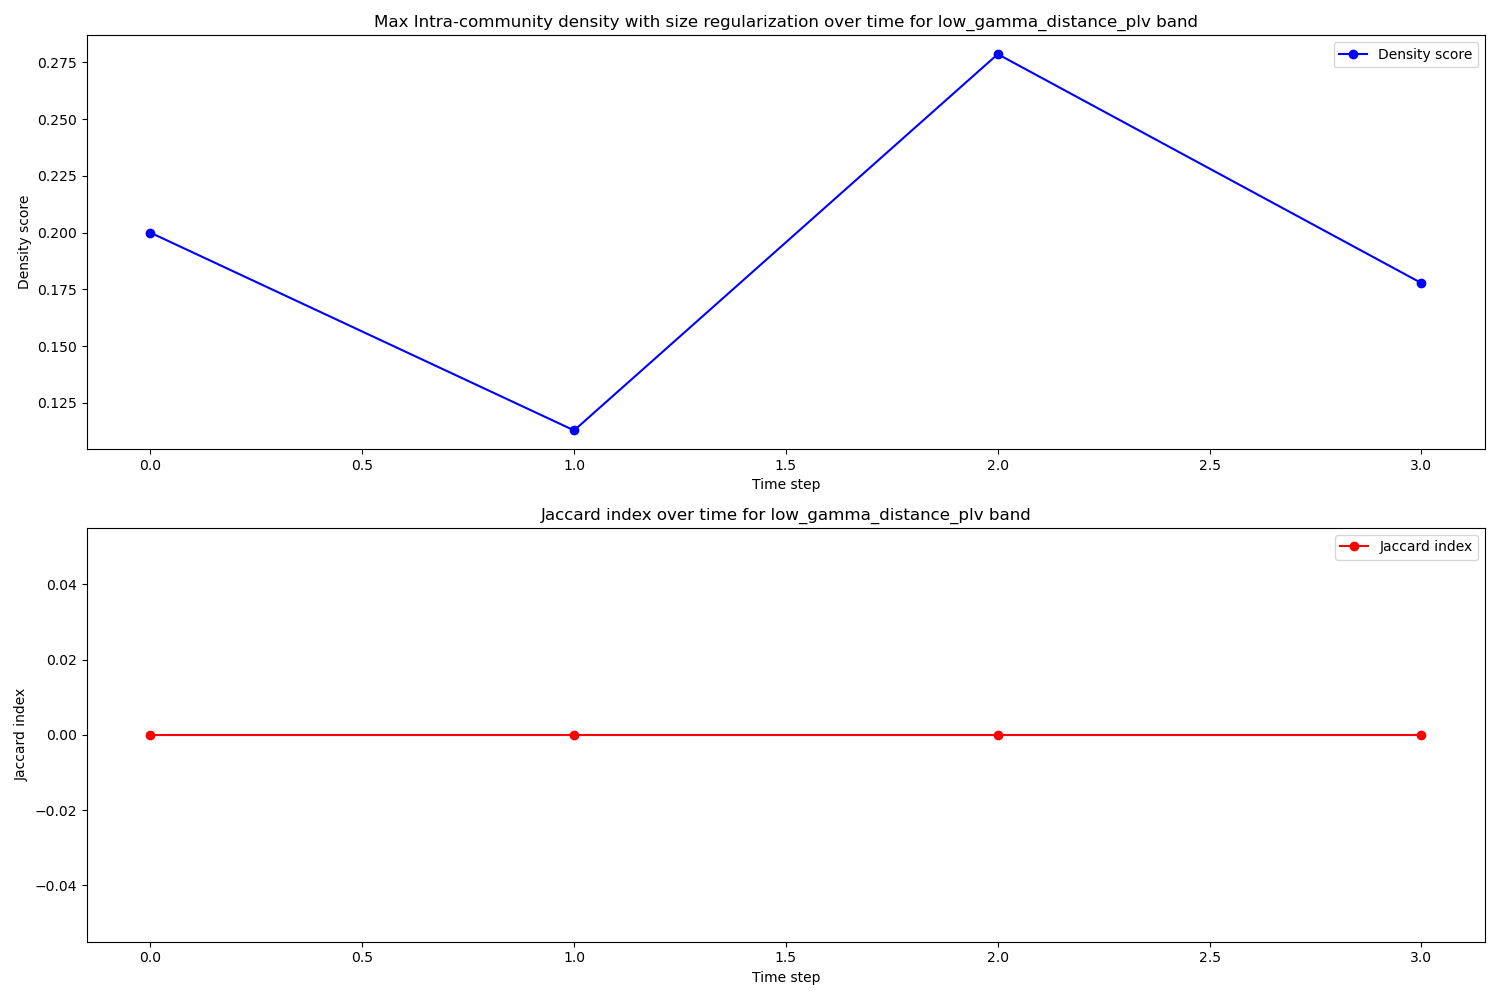 Max Intra-community density with size regularization over time for low_gamma_distance_plv band
Density score
0.275
0.250
0.225
0.200
0.175
0.150
0.125
Density score
0.0 0.5 1.0 1.5 2.0 2.5 3.0
Time step
Jaccard index over time for low_gamma_distance_plv band
Jaccard index
0.04
0.02
0.00
−0.02
−0.04
Jaccard index
0.0 0.5 1.0 1.5 2.0 2.5 3.0
Time step